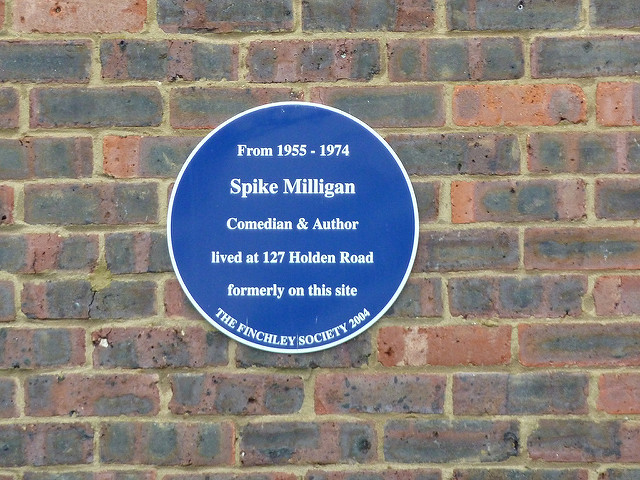 From 1955 - 1974
Spike Milligan
Comedian & Author
lived at 127 Holden Road
formerly on this site
THE FINCHLEY SOCIETY 2004